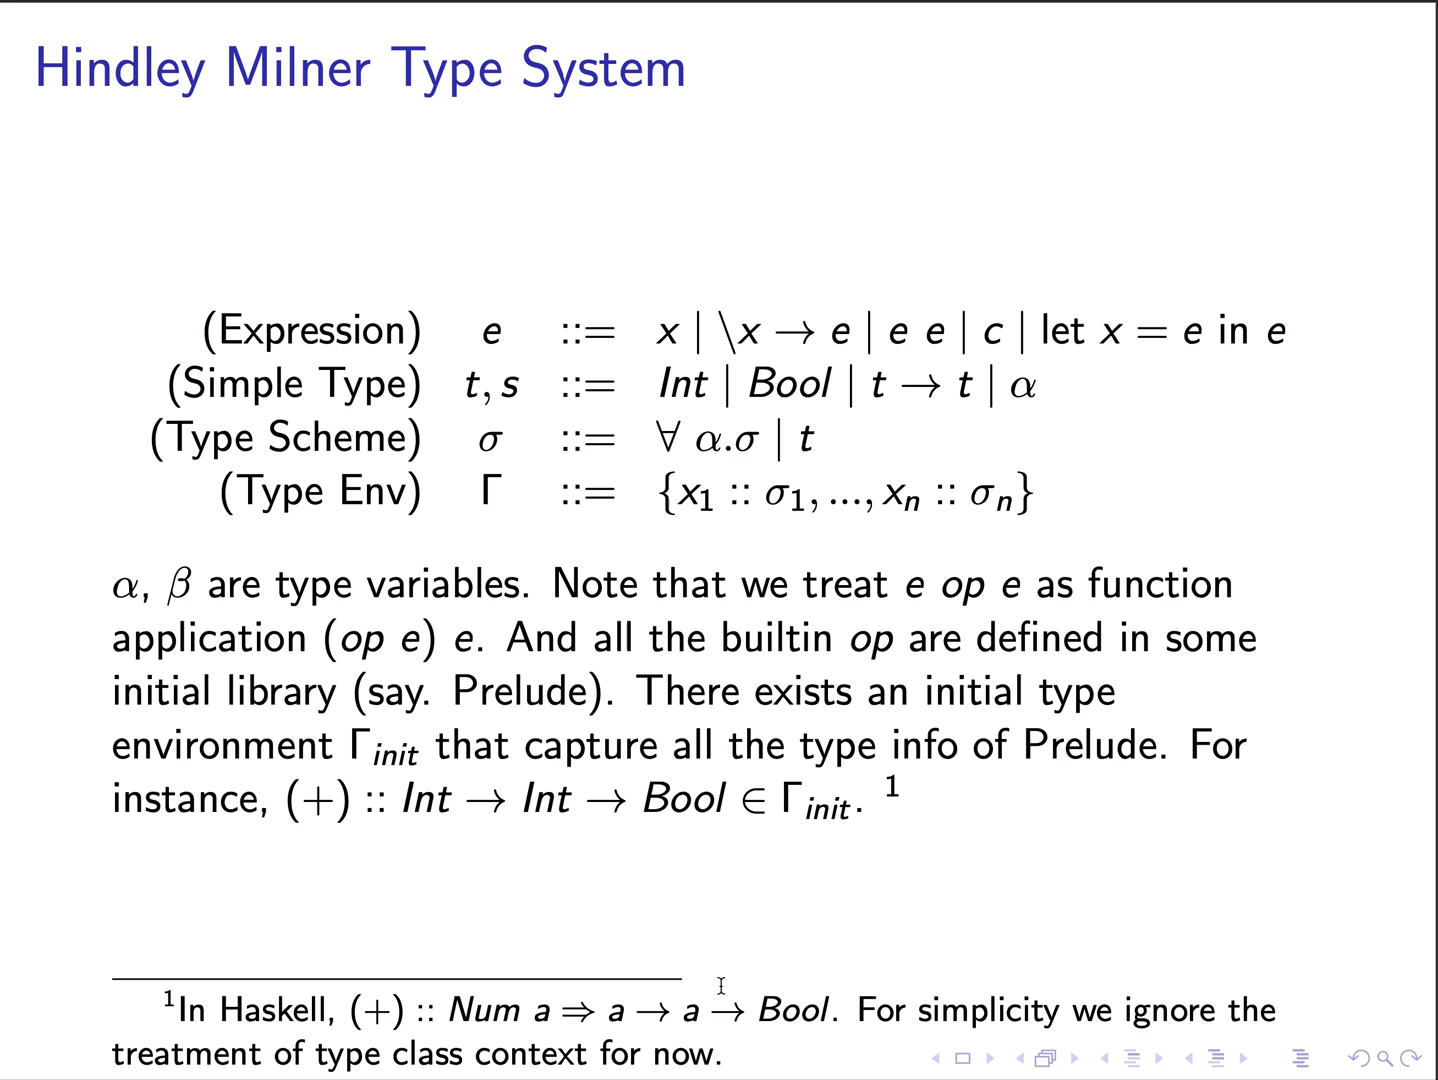 Hindley Milner Type System
(Expression) e ::= x | \x → e | e e | c | let x = e in e
(Simple Type) t, s ::= Int | Bool | t → t | α
(Type Scheme) σ ::= ∀ α.σ | t
(Type Env) Γ ::= {x₁ :: σ₁, ..., xₙ :: σₙ}
α, β are type variables. Note that we treat e op e as function
application (op e) e. And all the builtin op are defined in some
initial library (say. Prelude). There exists an initial type
environment Γ_init that capture all the type info of Prelude. For
instance, (+) :: Int → Int → Bool ∈ Γ_init. ¹
¹In Haskell, (+) :: Num a ⇒ a → a → Bool. For simplicity we ignore the
treatment of type class context for now.